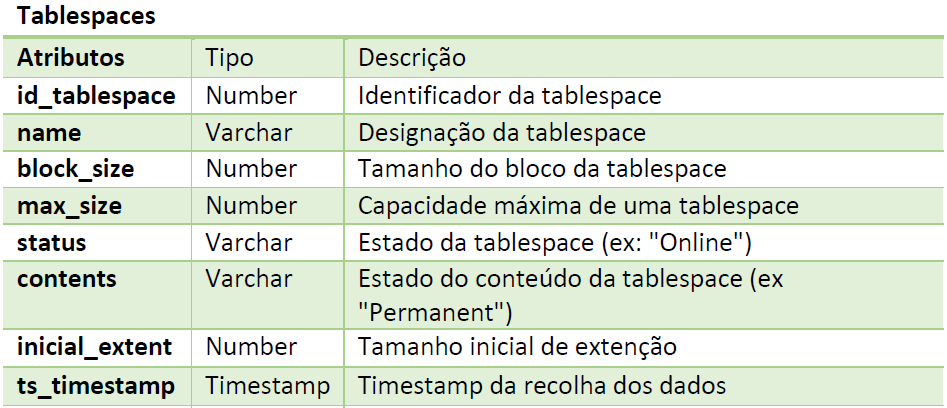 Tablespaces
Atributos Tipo Descrição
id_tablespace Number Identificador da tablespace
name Varchar Designação da tablespace
block_size Number Tamanho do bloco da tablespace
max_size Number Capacidade máxima de uma tablespace
status Varchar Estado da tablespace (ex: "Online")
contents Varchar Estado do conteúdo da tablespace (ex
"Permanent")
inicial_extent Number Tamanho inicial de extenção
ts_timestamp Timestamp Timestamp da recolha dos dados